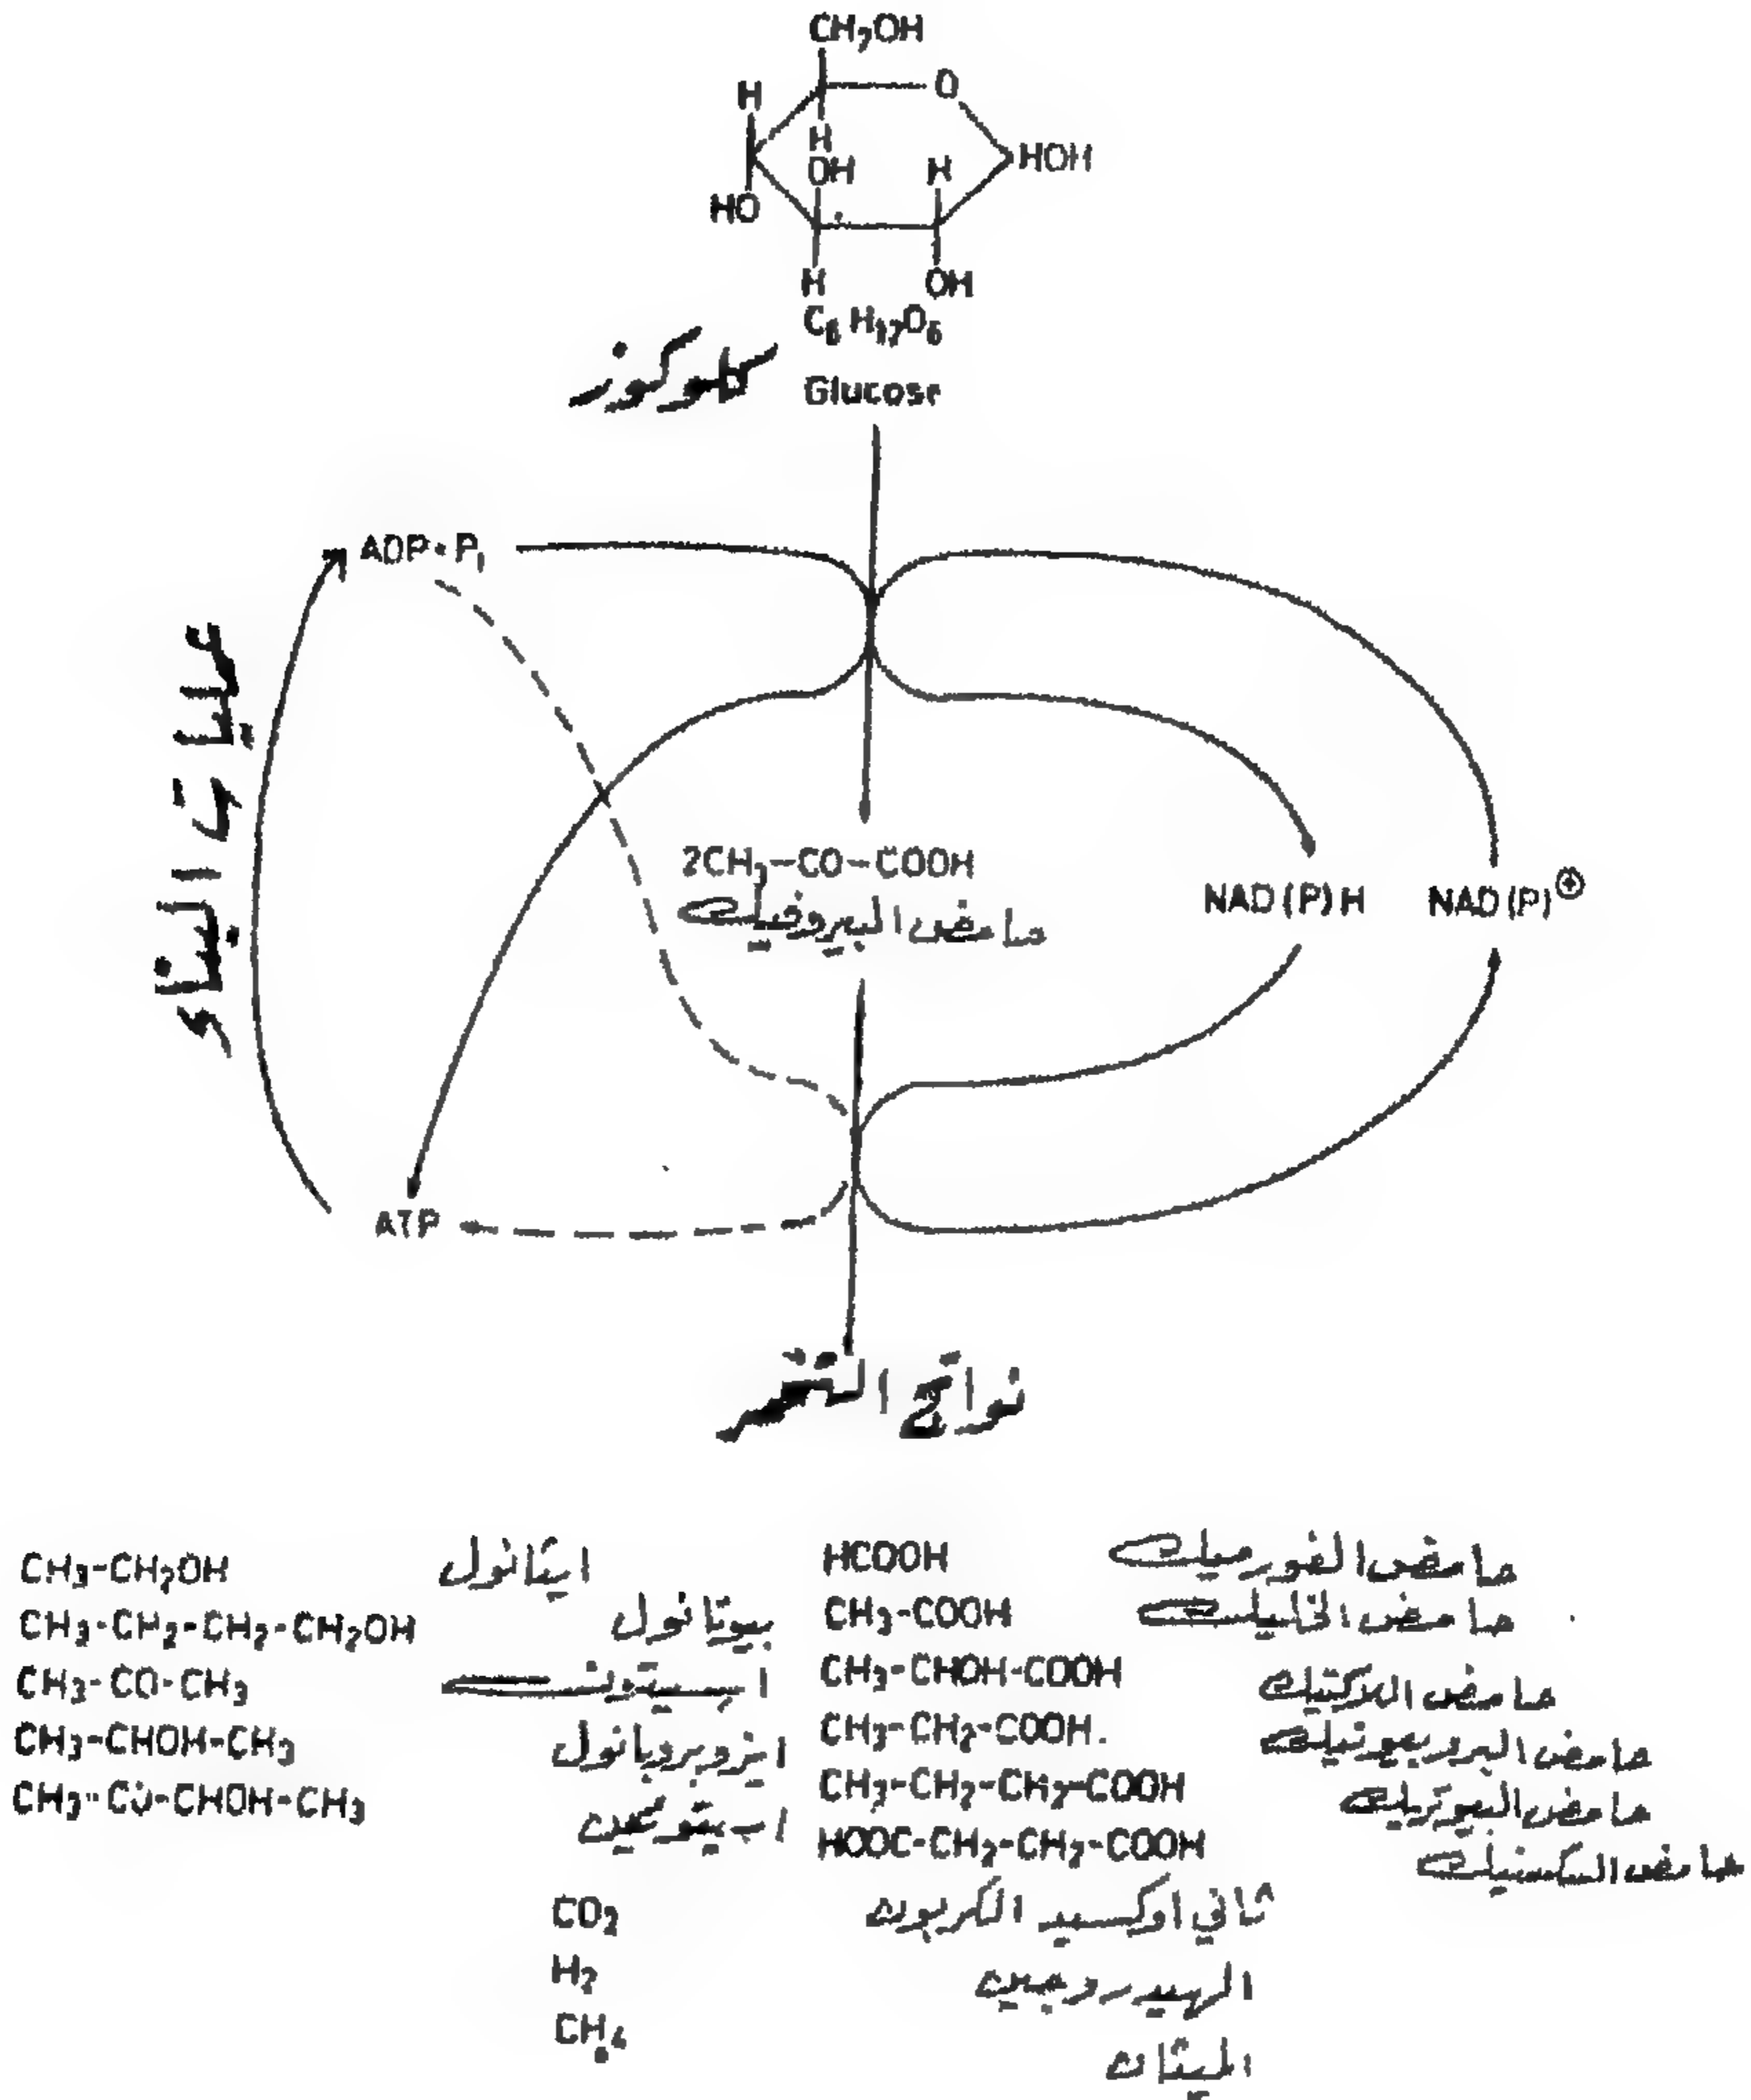 CH₂OH
O
H
H
OH
H
HOH
HO
H
OH
C₆H₁₂O₆
كلوكوز Glucose
ADP + Pᵢ
عمليات البناء
2CH₃-CO-COOH
حامض البيروفيك
NAD(P)H NAD(P)⊕
ATP
نواتج التخمر
CH₃-CH₂OH ايثانول
CH₃-CH₂-CH₂-CH₂OH بيوتانول
CH₃-CO-CH₃ اسيتون
CH₃-CHOH-CH₃ ايزوبروبانول
CH₃-CO-CHOH-CH₃ اسيتوئين
HCOOH حامض الفورميك
CH₃-COOH حامض الخليك
CH₃-CHOH-COOH حامض اللاكتيك
CH₃-CH₂-COOH. حامض البروبيونيك
CH₃-CH₂-CH₂-COOH حامض البيوتريك
HOOC-CH₂-CH₂-COOH حامض السكسنيك
CO₂ ثاني اوكسيد الكربون
H₂ الهيدروجين
CH₄ الميثان